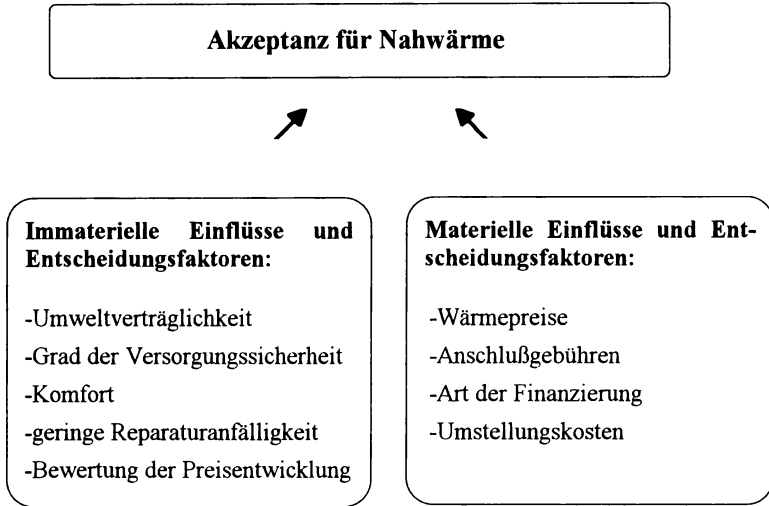 Akzeptanz für Nahwärme
Immaterielle Einflüsse und
Entscheidungsfaktoren:
-Umweltverträglichkeit
-Grad der Versorgungssicherheit
-Komfort
-geringe Reparaturanfälligkeit
-Bewertung der Preisentwicklung
Materielle Einflüsse und Ent-
scheidungsfaktoren:
-Wärmepreise
-Anschlußgebühren
-Art der Finanzierung
-Umstellungskosten